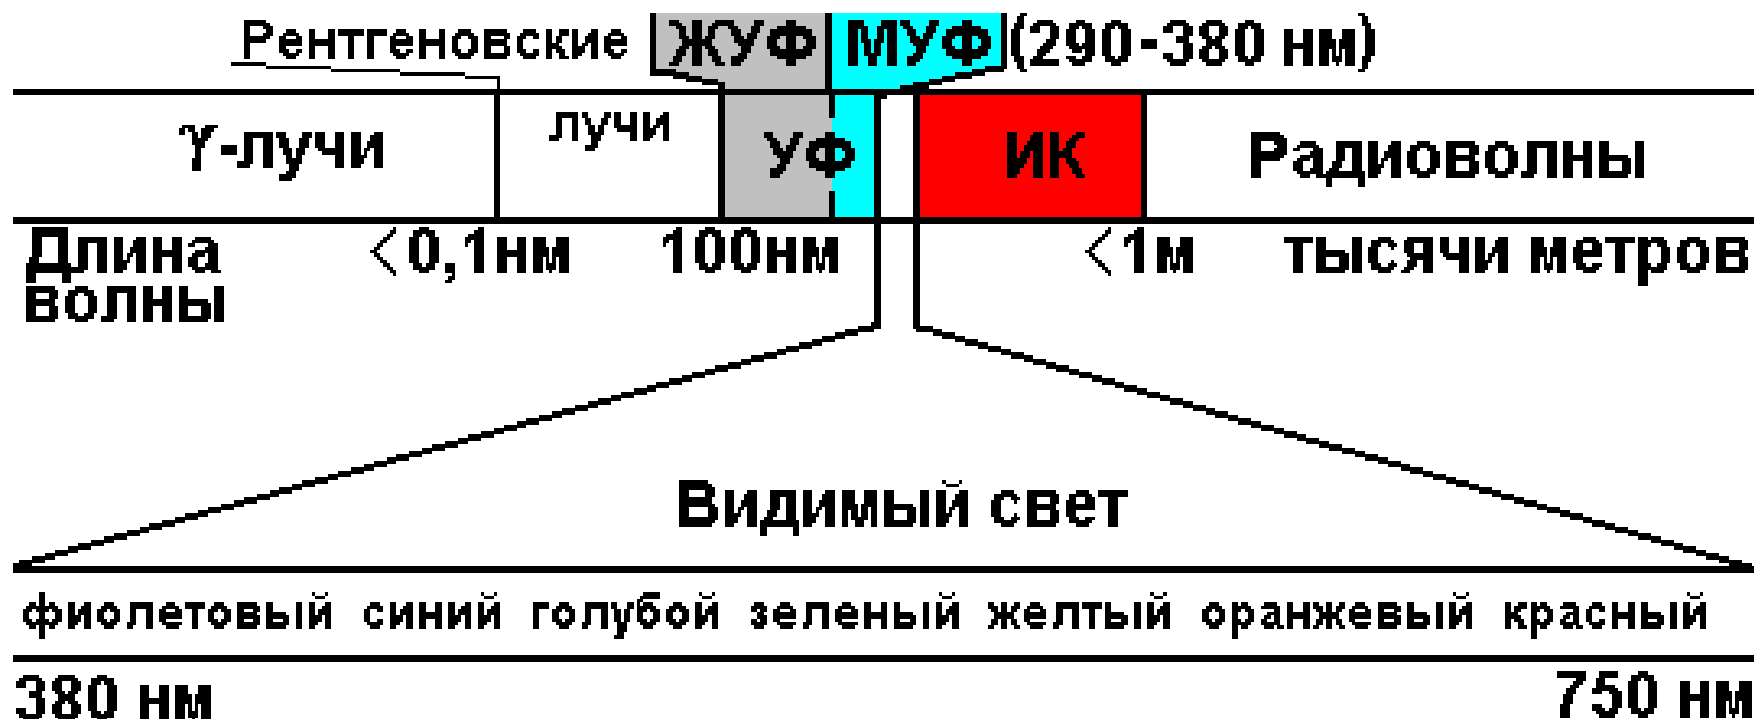 Рентгеновские ЖУФ МУФ (290-380 нм)
γ-лучи лучи УФ ИК Радиоволны
Длина волны <0,1нм 100нм <1м тысячи метров
Видимый свет
фиолетовый синий голубой зеленый желтый оранжевый красный
380 нм 750 нм